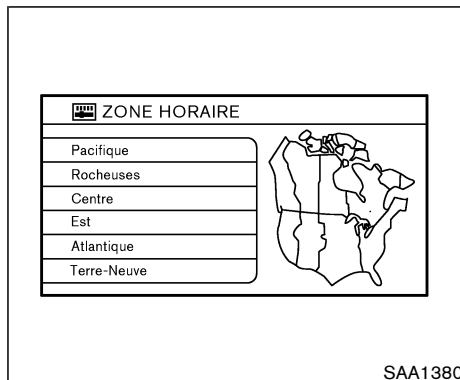 ZONE HORAIRE
Pacifique
Rocheuses
Centre
Est
Atlantique
Terre-Neuve
SAA1380